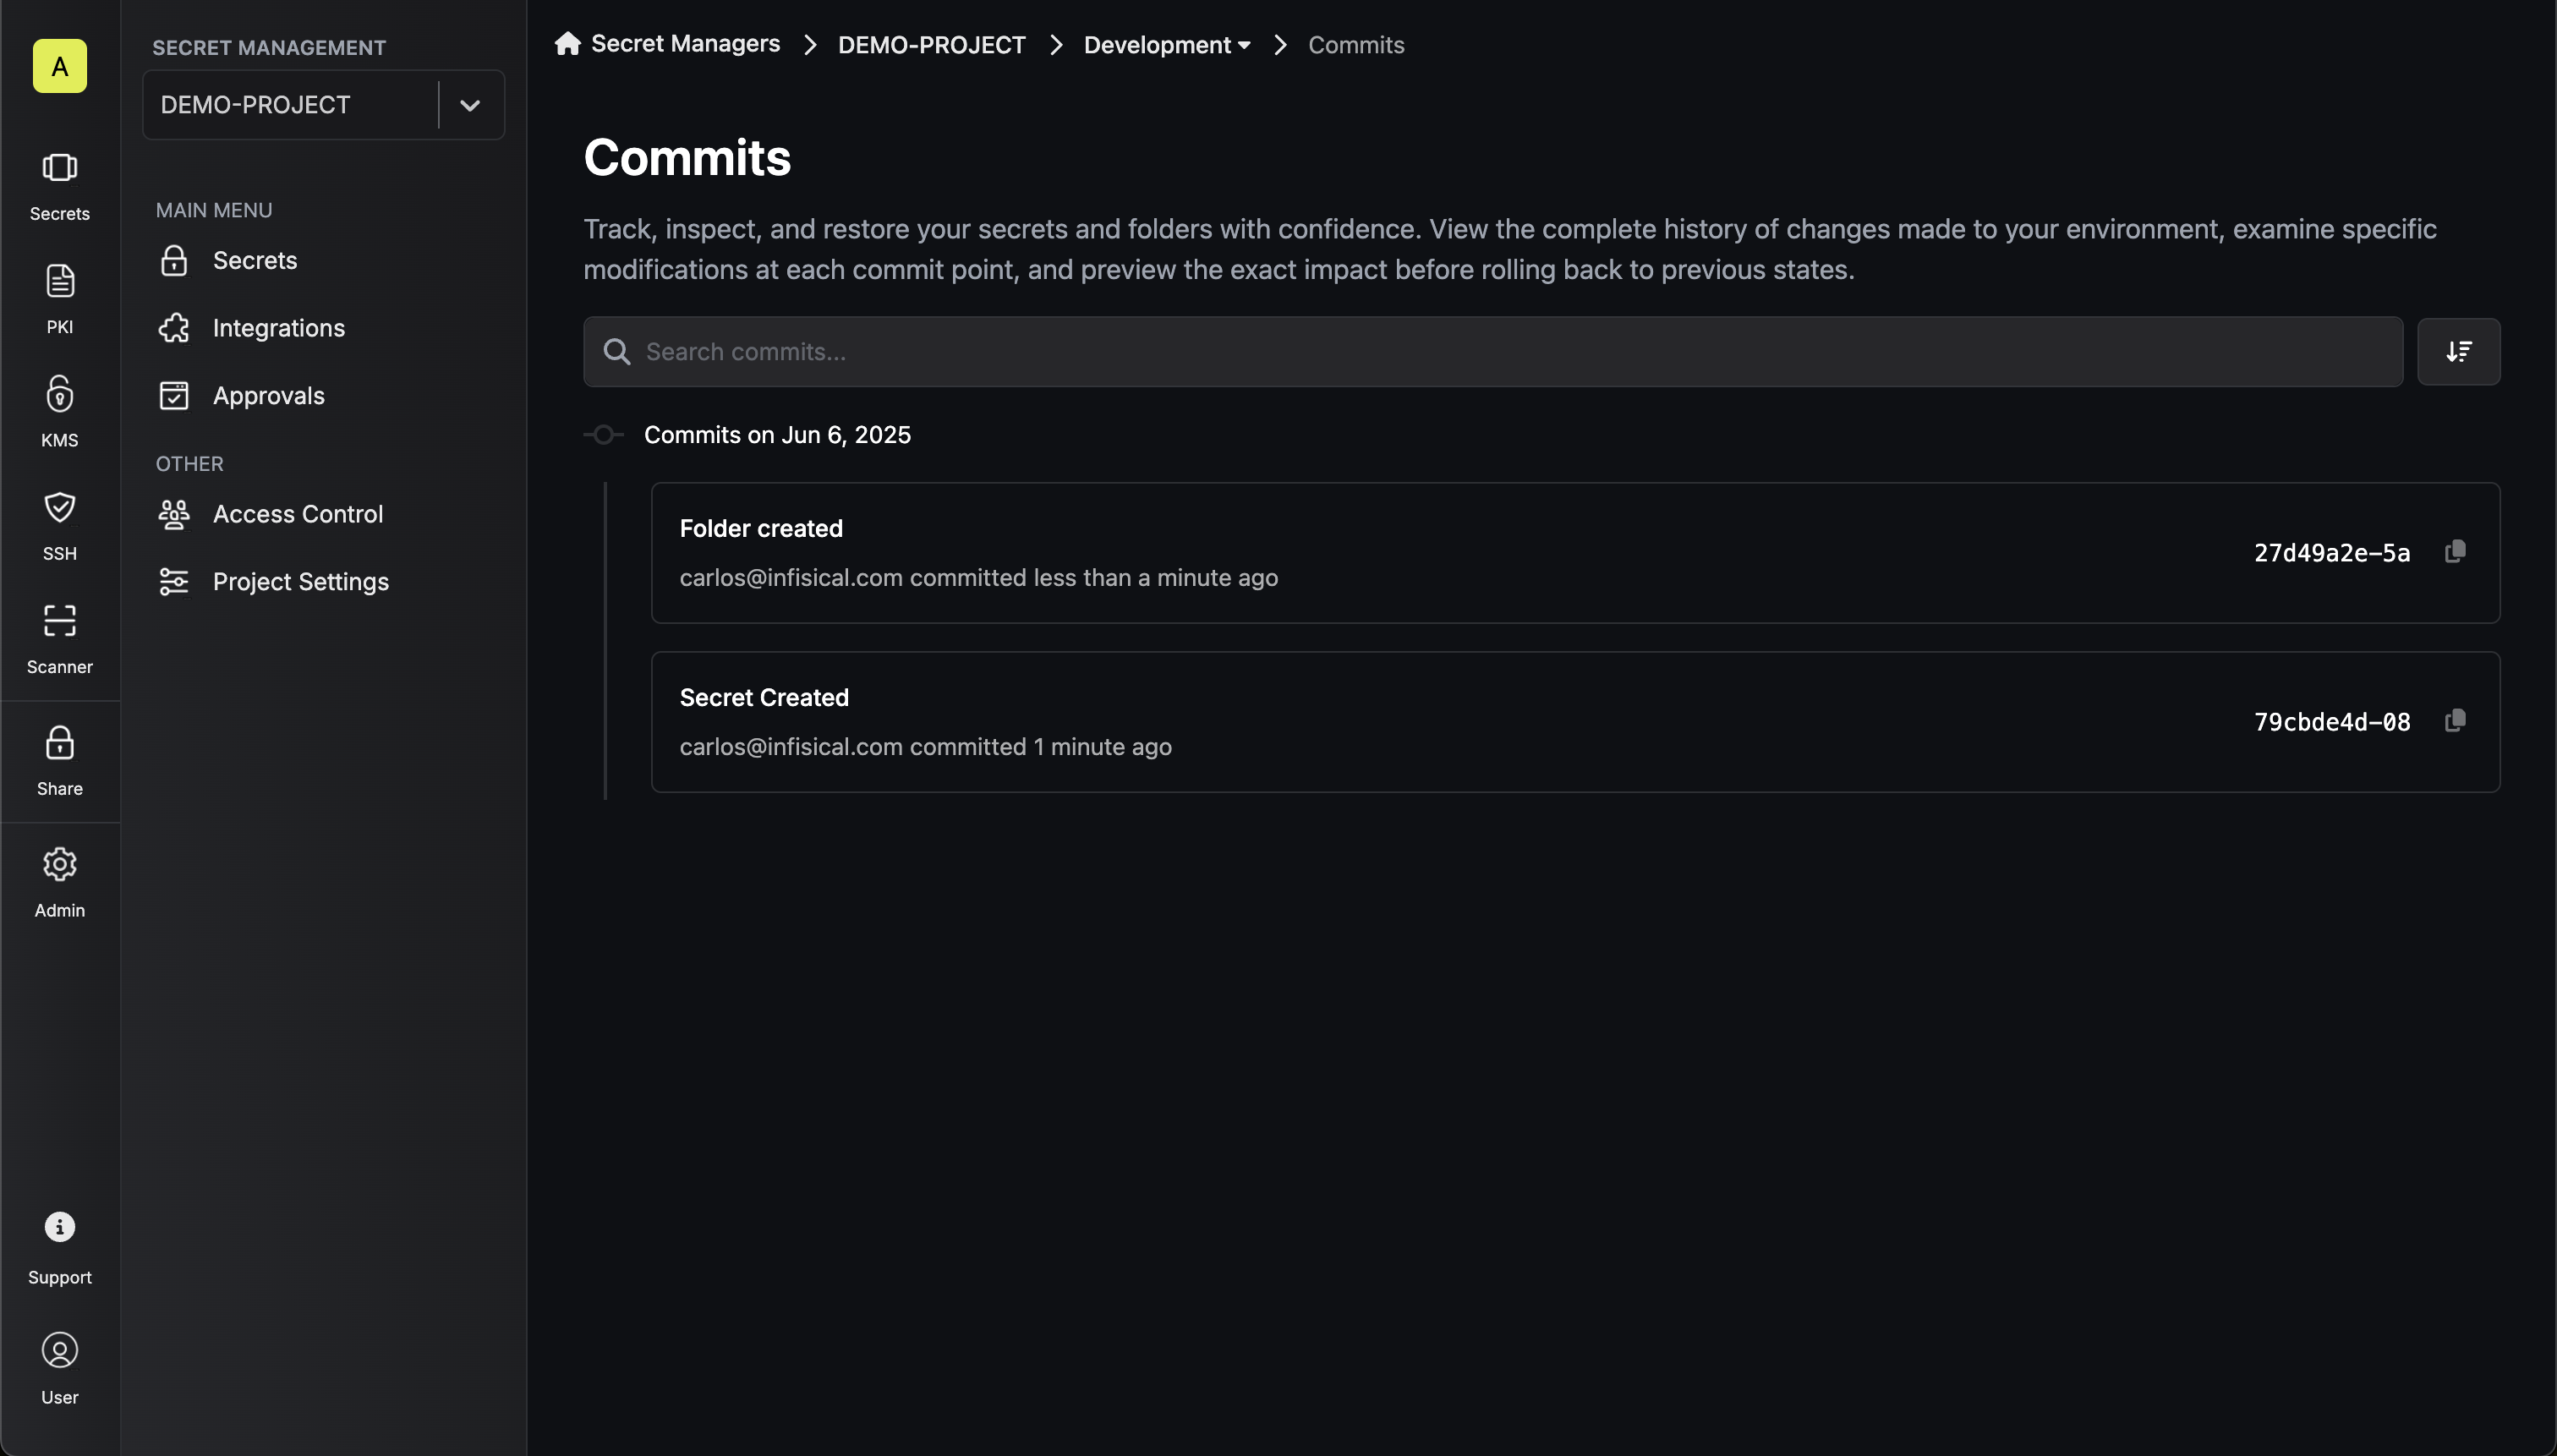 A
Secrets
PKI
KMS
SSH
Scanner
Share
Admin
Support
User
SECRET MANAGEMENT
DEMO-PROJECT
MAIN MENU
Secrets
Integrations
Approvals
OTHER
Access Control
Project Settings
Secret Managers > DEMO-PROJECT > Development > Commits
Commits
Track, inspect, and restore your secrets and folders with confidence. View the complete history of changes made to your environment, examine specific
modifications at each commit point, and preview the exact impact before rolling back to previous states.
Search commits...
Commits on Jun 6, 2025
Folder created
carlos@infisical.com committed less than a minute ago
27d49a2e-5a
Secret Created
carlos@infisical.com committed 1 minute ago
79cbde4d-08